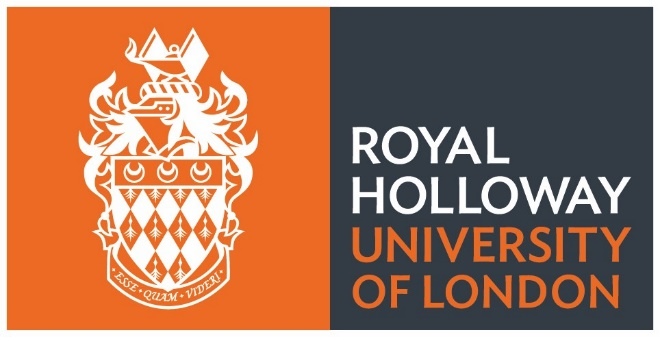 ESSE · QUAM · VIDERI
ROYAL
HOLLOWAY
UNIVERSITY
OF LONDON